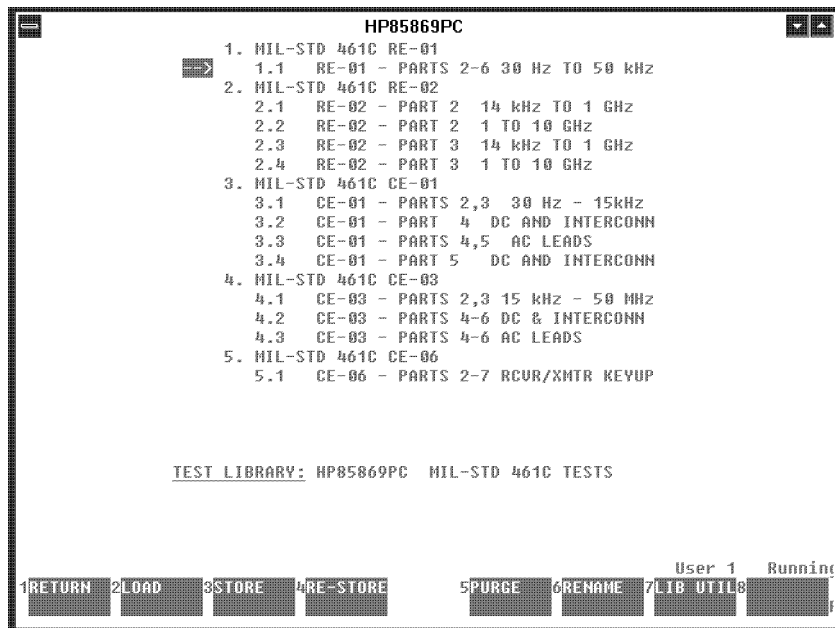 HP85869PC
1. MIL-STD 461C RE-01
--> 1.1 RE-01 - PARTS 2-6 30 Hz TO 50 kHz
2. MIL-STD 461C RE-02
2.1 RE-02 - PART 2 14 kHz TO 1 GHz
2.2 RE-02 - PART 2 1 TO 10 GHz
2.3 RE-02 - PART 3 14 kHz TO 1 GHz
2.4 RE-02 - PART 3 1 TO 10 GHz
3. MIL-STD 461C CE-01
3.1 CE-01 - PARTS 2,3 30 Hz - 15kHz
3.2 CE-01 - PART 4 DC AND INTERCONN
3.3 CE-01 - PARTS 4,5 AC LEADS
3.4 CE-01 - PART 5 DC AND INTERCONN
4. MIL-STD 461C CE-03
4.1 CE-03 - PARTS 2,3 15 kHz - 50 MHz
4.2 CE-03 - PARTS 4-6 DC & INTERCONN
4.3 CE-03 - PARTS 4-6 AC LEADS
5. MIL-STD 461C CE-06
5.1 CE-06 - PARTS 2-7 RCVR/XMTR KEYUP
TEST LIBRARY: HP85869PC MIL-STD 461C TESTS
User 1 Running
1RETURN 2LOAD 3STORE 4RE-STORE 5PURGE 6RENAME 7LIB UTIL8